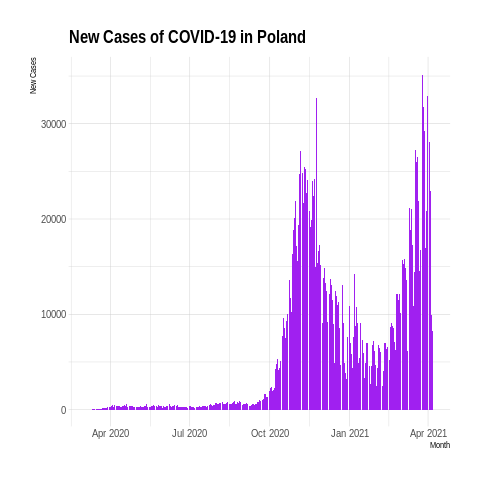 New Cases of COVID-19 in Poland
New Cases
30000
20000
10000
0
Apr 2020 Jul 2020 Oct 2020 Jan 2021 Apr 2021
Month